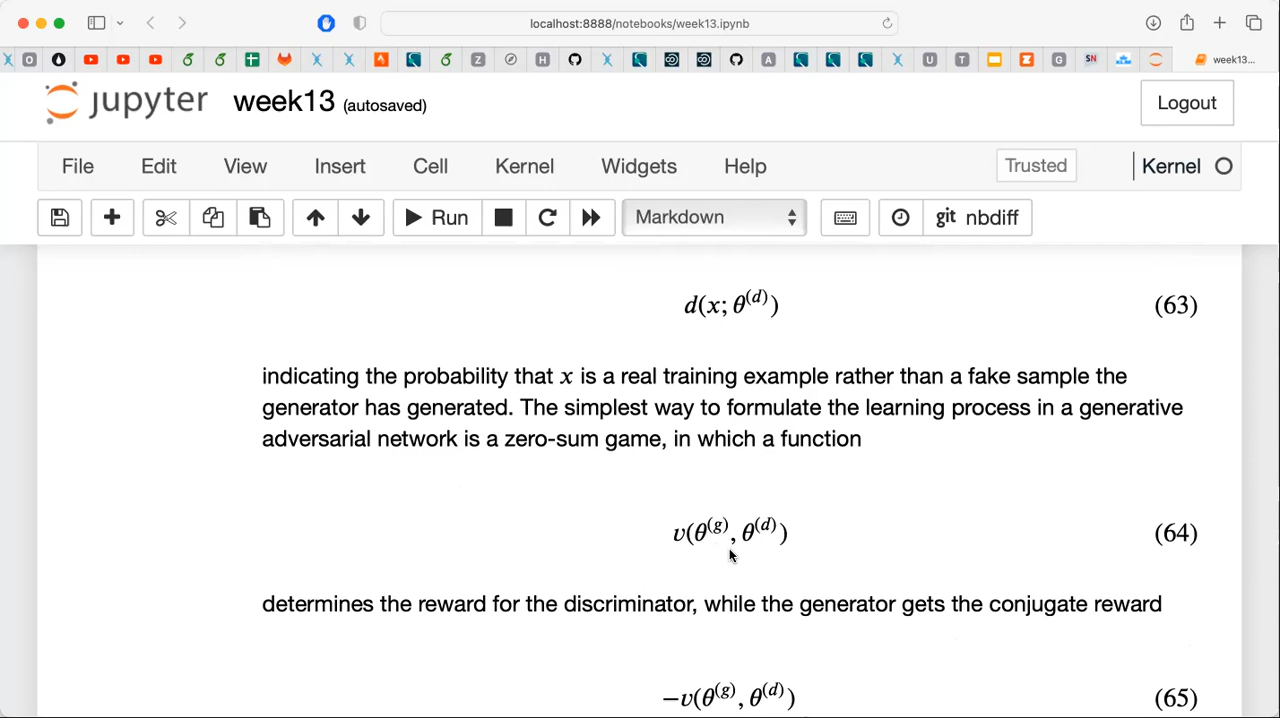 localhost:8888/notebooks/week13.ipynb
week13...
jupyter week13 (autosaved)
Logout
File Edit View Insert Cell Kernel Widgets Help Trusted Kernel
Run Markdown git nbdiff
d(x; θ^(d)) (63)
indicating the probability that x is a real training example rather than a fake sample the
generator has generated. The simplest way to formulate the learning process in a generative
adversarial network is a zero-sum game, in which a function
v(θ^(g), θ^(d)) (64)
determines the reward for the discriminator, while the generator gets the conjugate reward
−v(θ^(g), θ^(d)) (65)